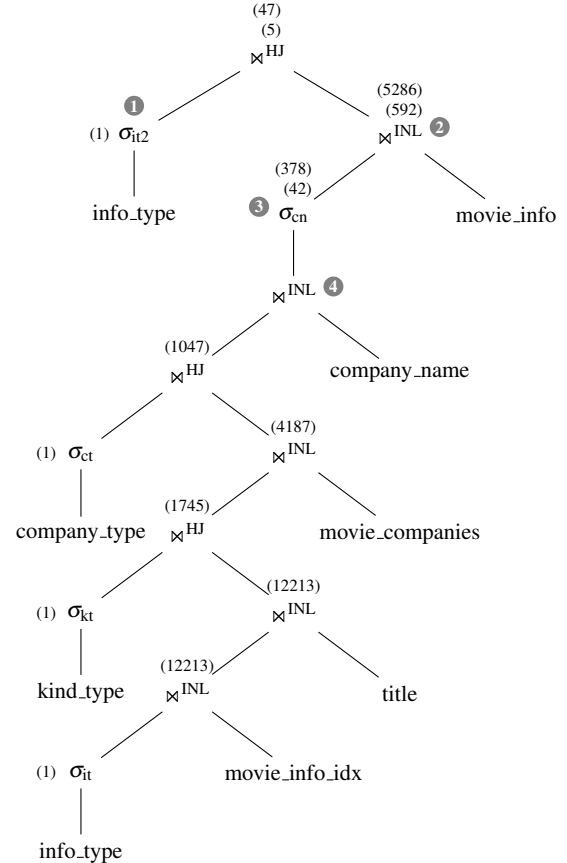 (47)
(5)
⋈ HJ
1
(1) σit2
(5286)
(592)
⋈ INL 2
info_type
(378)
(42)
3 σcn
movie_info
⋈ INL 4
(1047)
⋈ HJ
company_name
(1) σct
(4187)
⋈ INL
company_type
(1745)
⋈ HJ
movie_companies
(1) σkt
(12213)
⋈ INL
kind_type
(12213)
⋈ INL
title
(1) σit
movie_info_idx
info_type